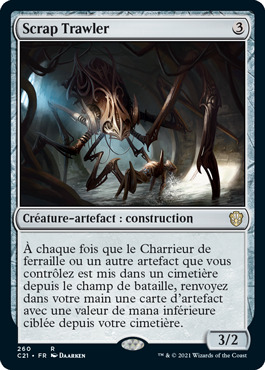 Scrap Trawler 3
Créature-artefact : construction
À chaque fois que le Charrieur de
ferraille ou un autre artefact que vous
contrôlez est mis dans un cimetière
depuis le champ de bataille, renvoyez
dans votre main une carte d'artefact
avec une valeur de mana inférieure
ciblée depuis votre cimetière.
3/2
260 R
C21 • FR DAARKEN
™ & © 2021 Wizards of the Coast